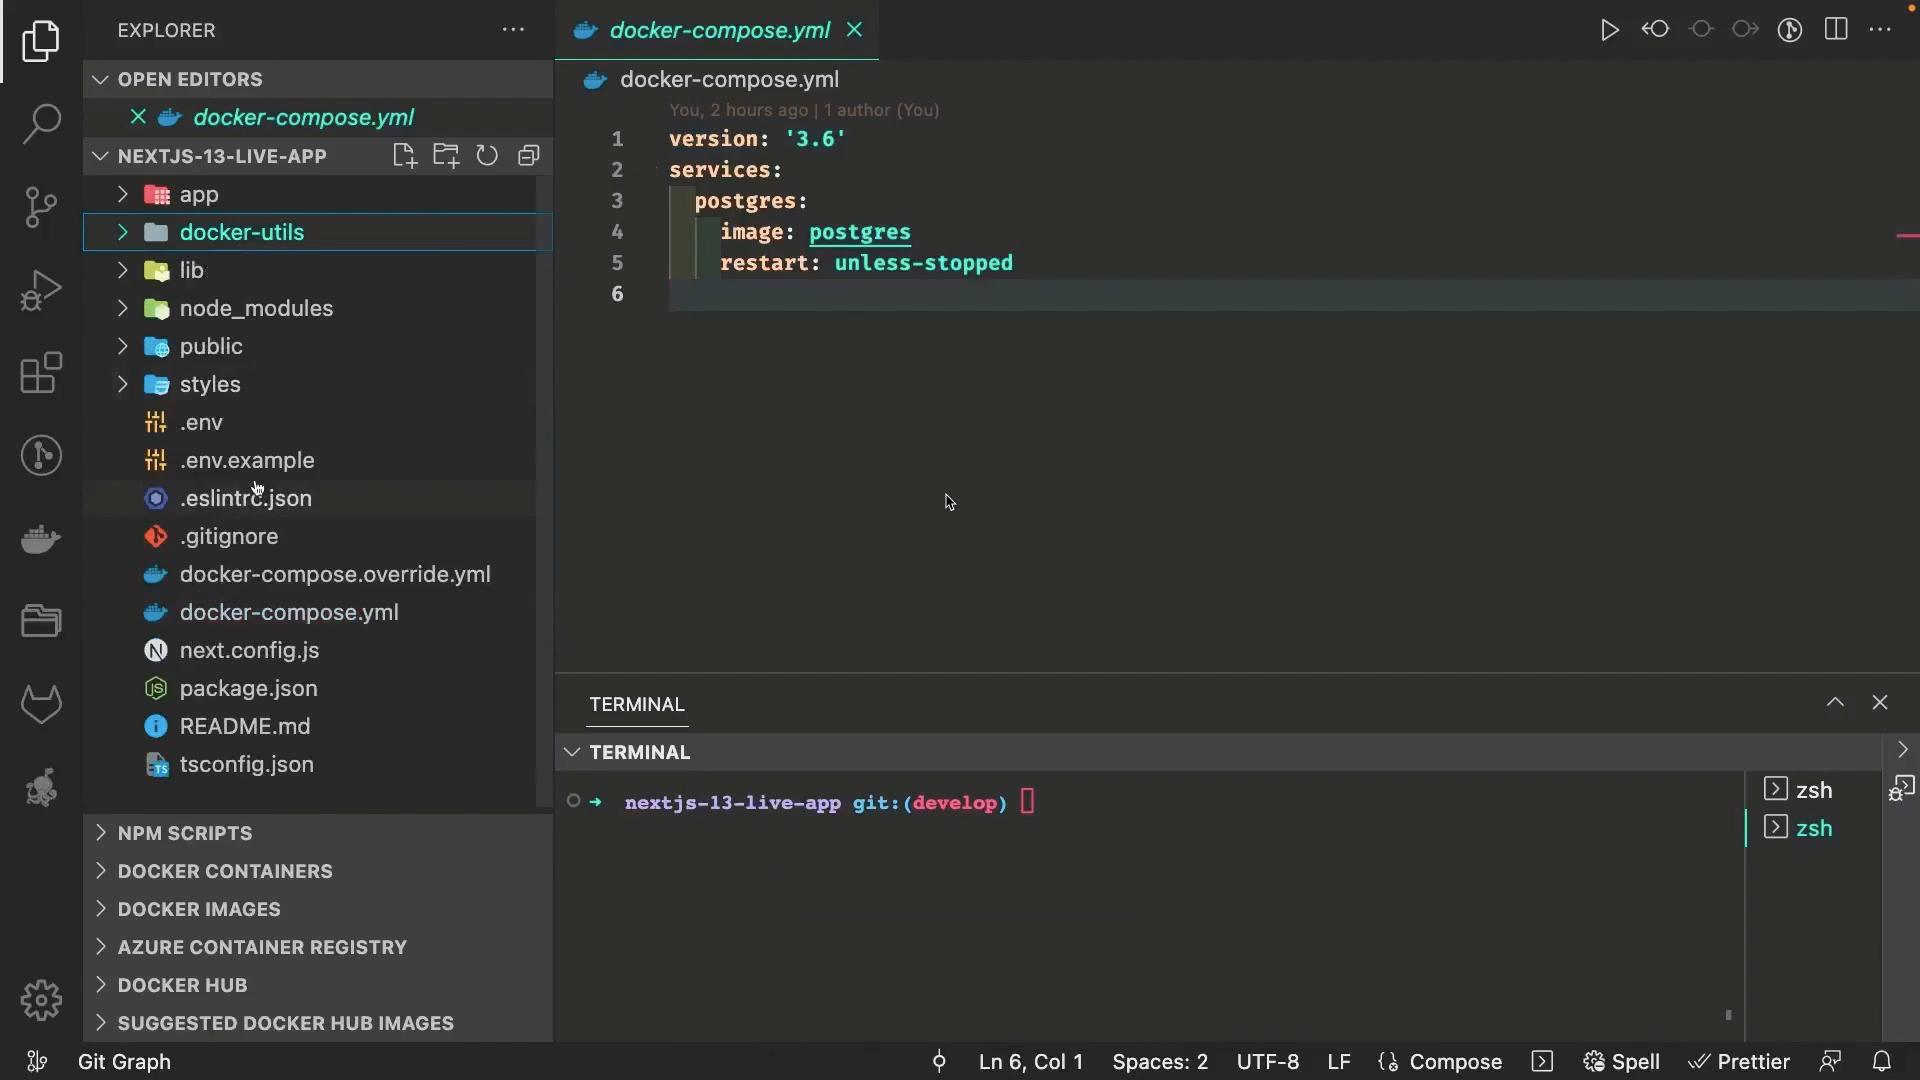 EXPLORER
OPEN EDITORS
docker-compose.yml
NEXTJS-13-LIVE-APP
app
docker-utils
lib
node_modules
public
styles
.env
.env.example
.eslintrc.json
.gitignore
docker-compose.override.yml
docker-compose.yml
next.config.js
package.json
README.md
tsconfig.json
NPM SCRIPTS
DOCKER CONTAINERS
DOCKER IMAGES
AZURE CONTAINER REGISTRY
DOCKER HUB
SUGGESTED DOCKER HUB IMAGES
docker-compose.yml
docker-compose.yml
You, 2 hours ago | 1 author (You)
1 version: '3.6'
2 services:
3 postgres:
4 image: postgres
5 restart: unless-stopped
6
TERMINAL
TERMINAL
nextjs-13-live-app git:(develop)
zsh
zsh
Git Graph
Ln 6, Col 1 Spaces: 2 UTF-8 LF Compose Spell Prettier